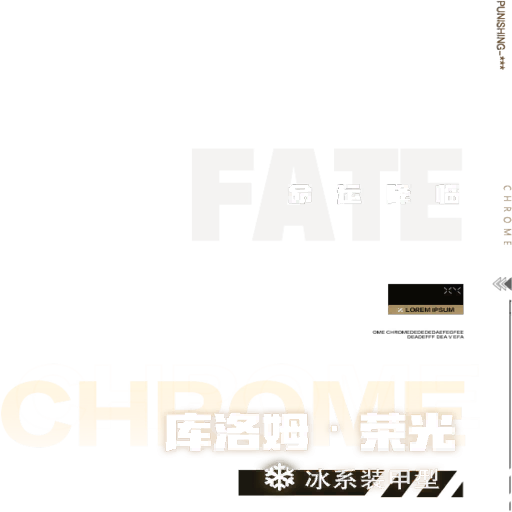 PUNISHING-***
FATE
命运降临
CHROME
LOREM IPSUM
OME CHROMEDEDEDEDAEFEEFEE
DEADEFFF DEA V EFA
CHROME
库洛姆·荣光
冰系装甲型